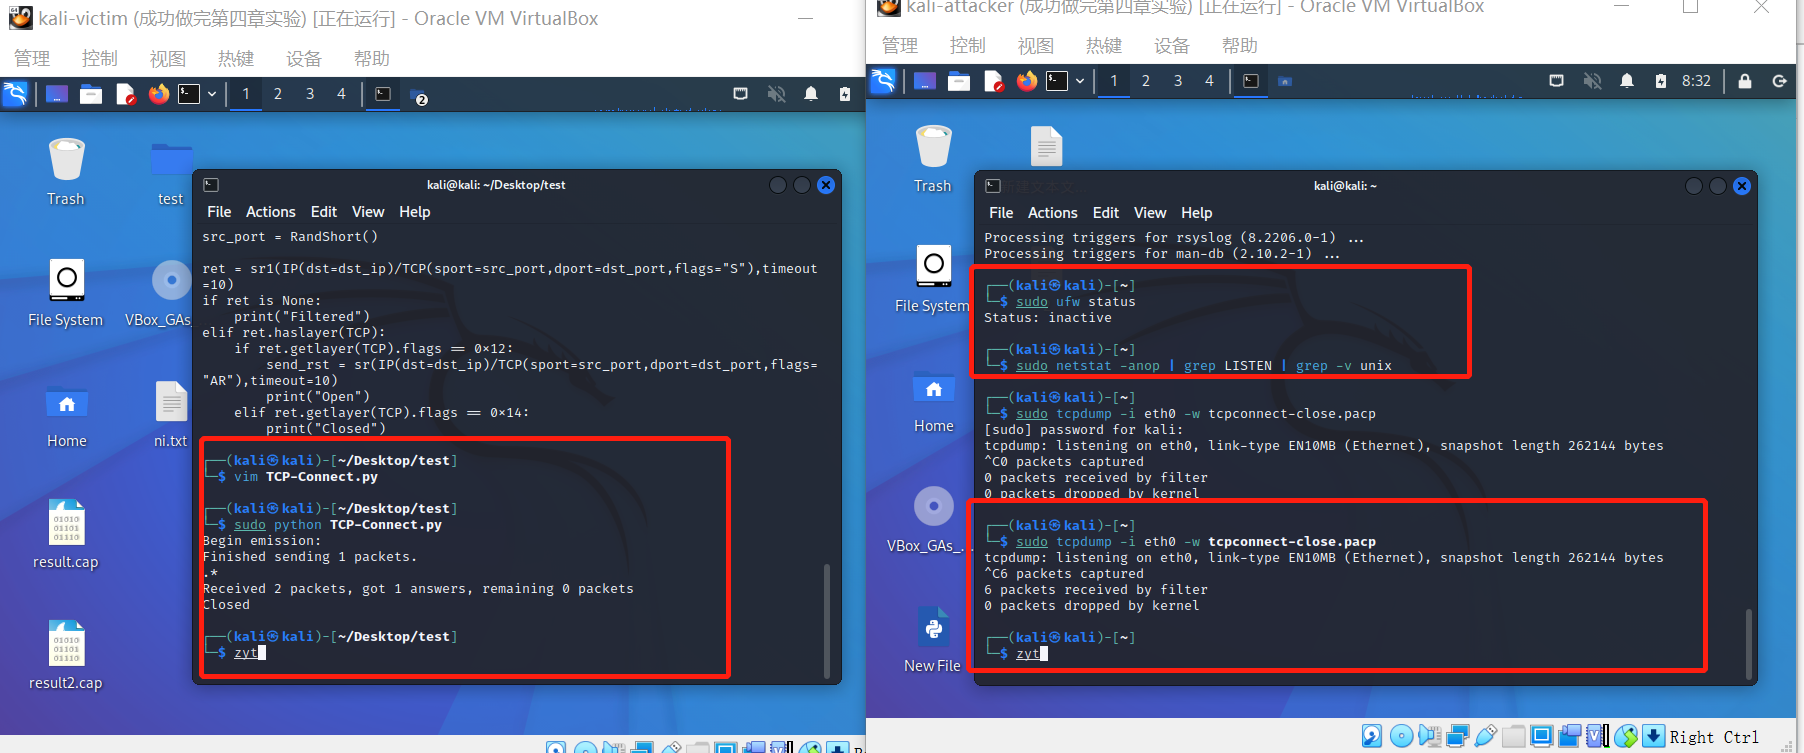 kali-victim (成功做完第四章实验) [正在运行] - Oracle VM VirtualBox
管理 控制 视图 热键 设备 帮助
1 2 3 4
2
Trash
test
File System
VBox_GAs_
Home
ni.txt
result.cap
result2.cap
kali@kali: ~/Desktop/test
File Actions Edit View Help
src_port = RandShort()
ret = sr1(IP(dst=dst_ip)/TCP(sport=src_port,dport=dst_port,flags="S"),timeout
=10)
if ret is None:
    print("Filtered")
elif ret.haslayer(TCP):
    if ret.getlayer(TCP).flags == 0×12:
        send_rst = sr(IP(dst=dst_ip)/TCP(sport=src_port,dport=dst_port,flags=
"AR"),timeout=10)
        print("Open")
    elif ret.getlayer(TCP).flags == 0×14:
        print("Closed")
┌──(kali㉿kali)-[~/Desktop/test]
└─$ vim TCP-Connect.py
┌──(kali㉿kali)-[~/Desktop/test]
└─$ sudo python TCP-Connect.py
Begin emission:
Finished sending 1 packets.
.*
Received 2 packets, got 1 answers, remaining 0 packets
Closed
┌──(kali㉿kali)-[~/Desktop/test]
└─$ zyt
kali-attacker (成功做完第四章实验) [正在运行] - Oracle VM VirtualBox
管理 控制 视图 热键 设备 帮助
1 2 3 4
8:32
Trash
File System
Home
VBox_GAs_...
New File
kali@kali: ~
File Actions Edit View Help
Processing triggers for rsyslog (8.2206.0-1) ...
Processing triggers for man-db (2.10.2-1) ...
┌──(kali㉿kali)-[~]
└─$ sudo ufw status
Status: inactive
┌──(kali㉿kali)-[~]
└─$ sudo netstat -anop | grep LISTEN | grep -v unix
┌──(kali㉿kali)-[~]
└─$ sudo tcpdump -i eth0 -w tcpconnect-close.pacp
[sudo] password for kali:
tcpdump: listening on eth0, link-type EN10MB (Ethernet), snapshot length 262144 bytes
^C0 packets captured
0 packets received by filter
0 packets dropped by kernel
┌──(kali㉿kali)-[~]
└─$ sudo tcpdump -i eth0 -w tcpconnect-close.pacp
tcpdump: listening on eth0, link-type EN10MB (Ethernet), snapshot length 262144 bytes
^C6 packets captured
6 packets received by filter
0 packets dropped by kernel
┌──(kali㉿kali)-[~]
└─$ zyt
Right Ctrl